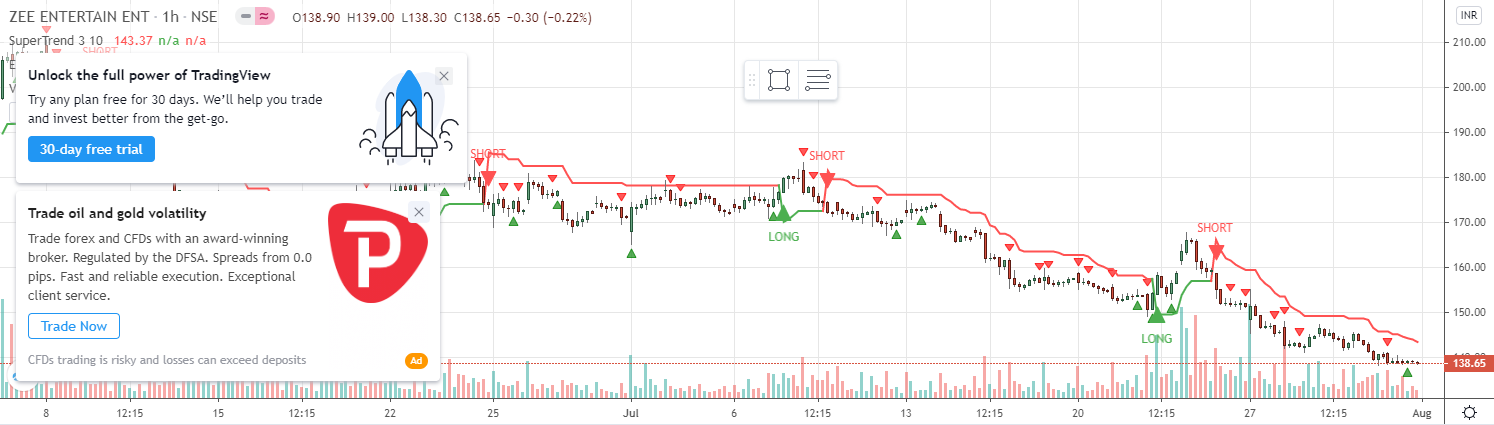 ZEE ENTERTAIN ENT · 1h · NSE O138.90 H139.00 L138.30 C138.65 −0.30 (−0.22%)
INR
SuperTrend 3 10 143.37 n/a n/a
SHORT
210.00
Unlock the full power of TradingView
Try any plan free for 30 days. We'll help you trade
and invest better from the get-go.
30-day free trial
200.00
190.00
SHORT
SHORT
180.00
Trade oil and gold volatility
Trade forex and CFDs with an award-winning
broker. Regulated by the DFSA. Spreads from 0.0
pips. Fast and reliable execution. Exceptional
client service.
Trade Now
CFDs trading is risky and losses can exceed deposits
Ad
P
170.00
LONG
SHORT
160.00
150.00
LONG
138.65
8 12:15 15 12:15 22 25 Jul 6 12:15 13 12:15 20 12:15 27 12:15 Aug